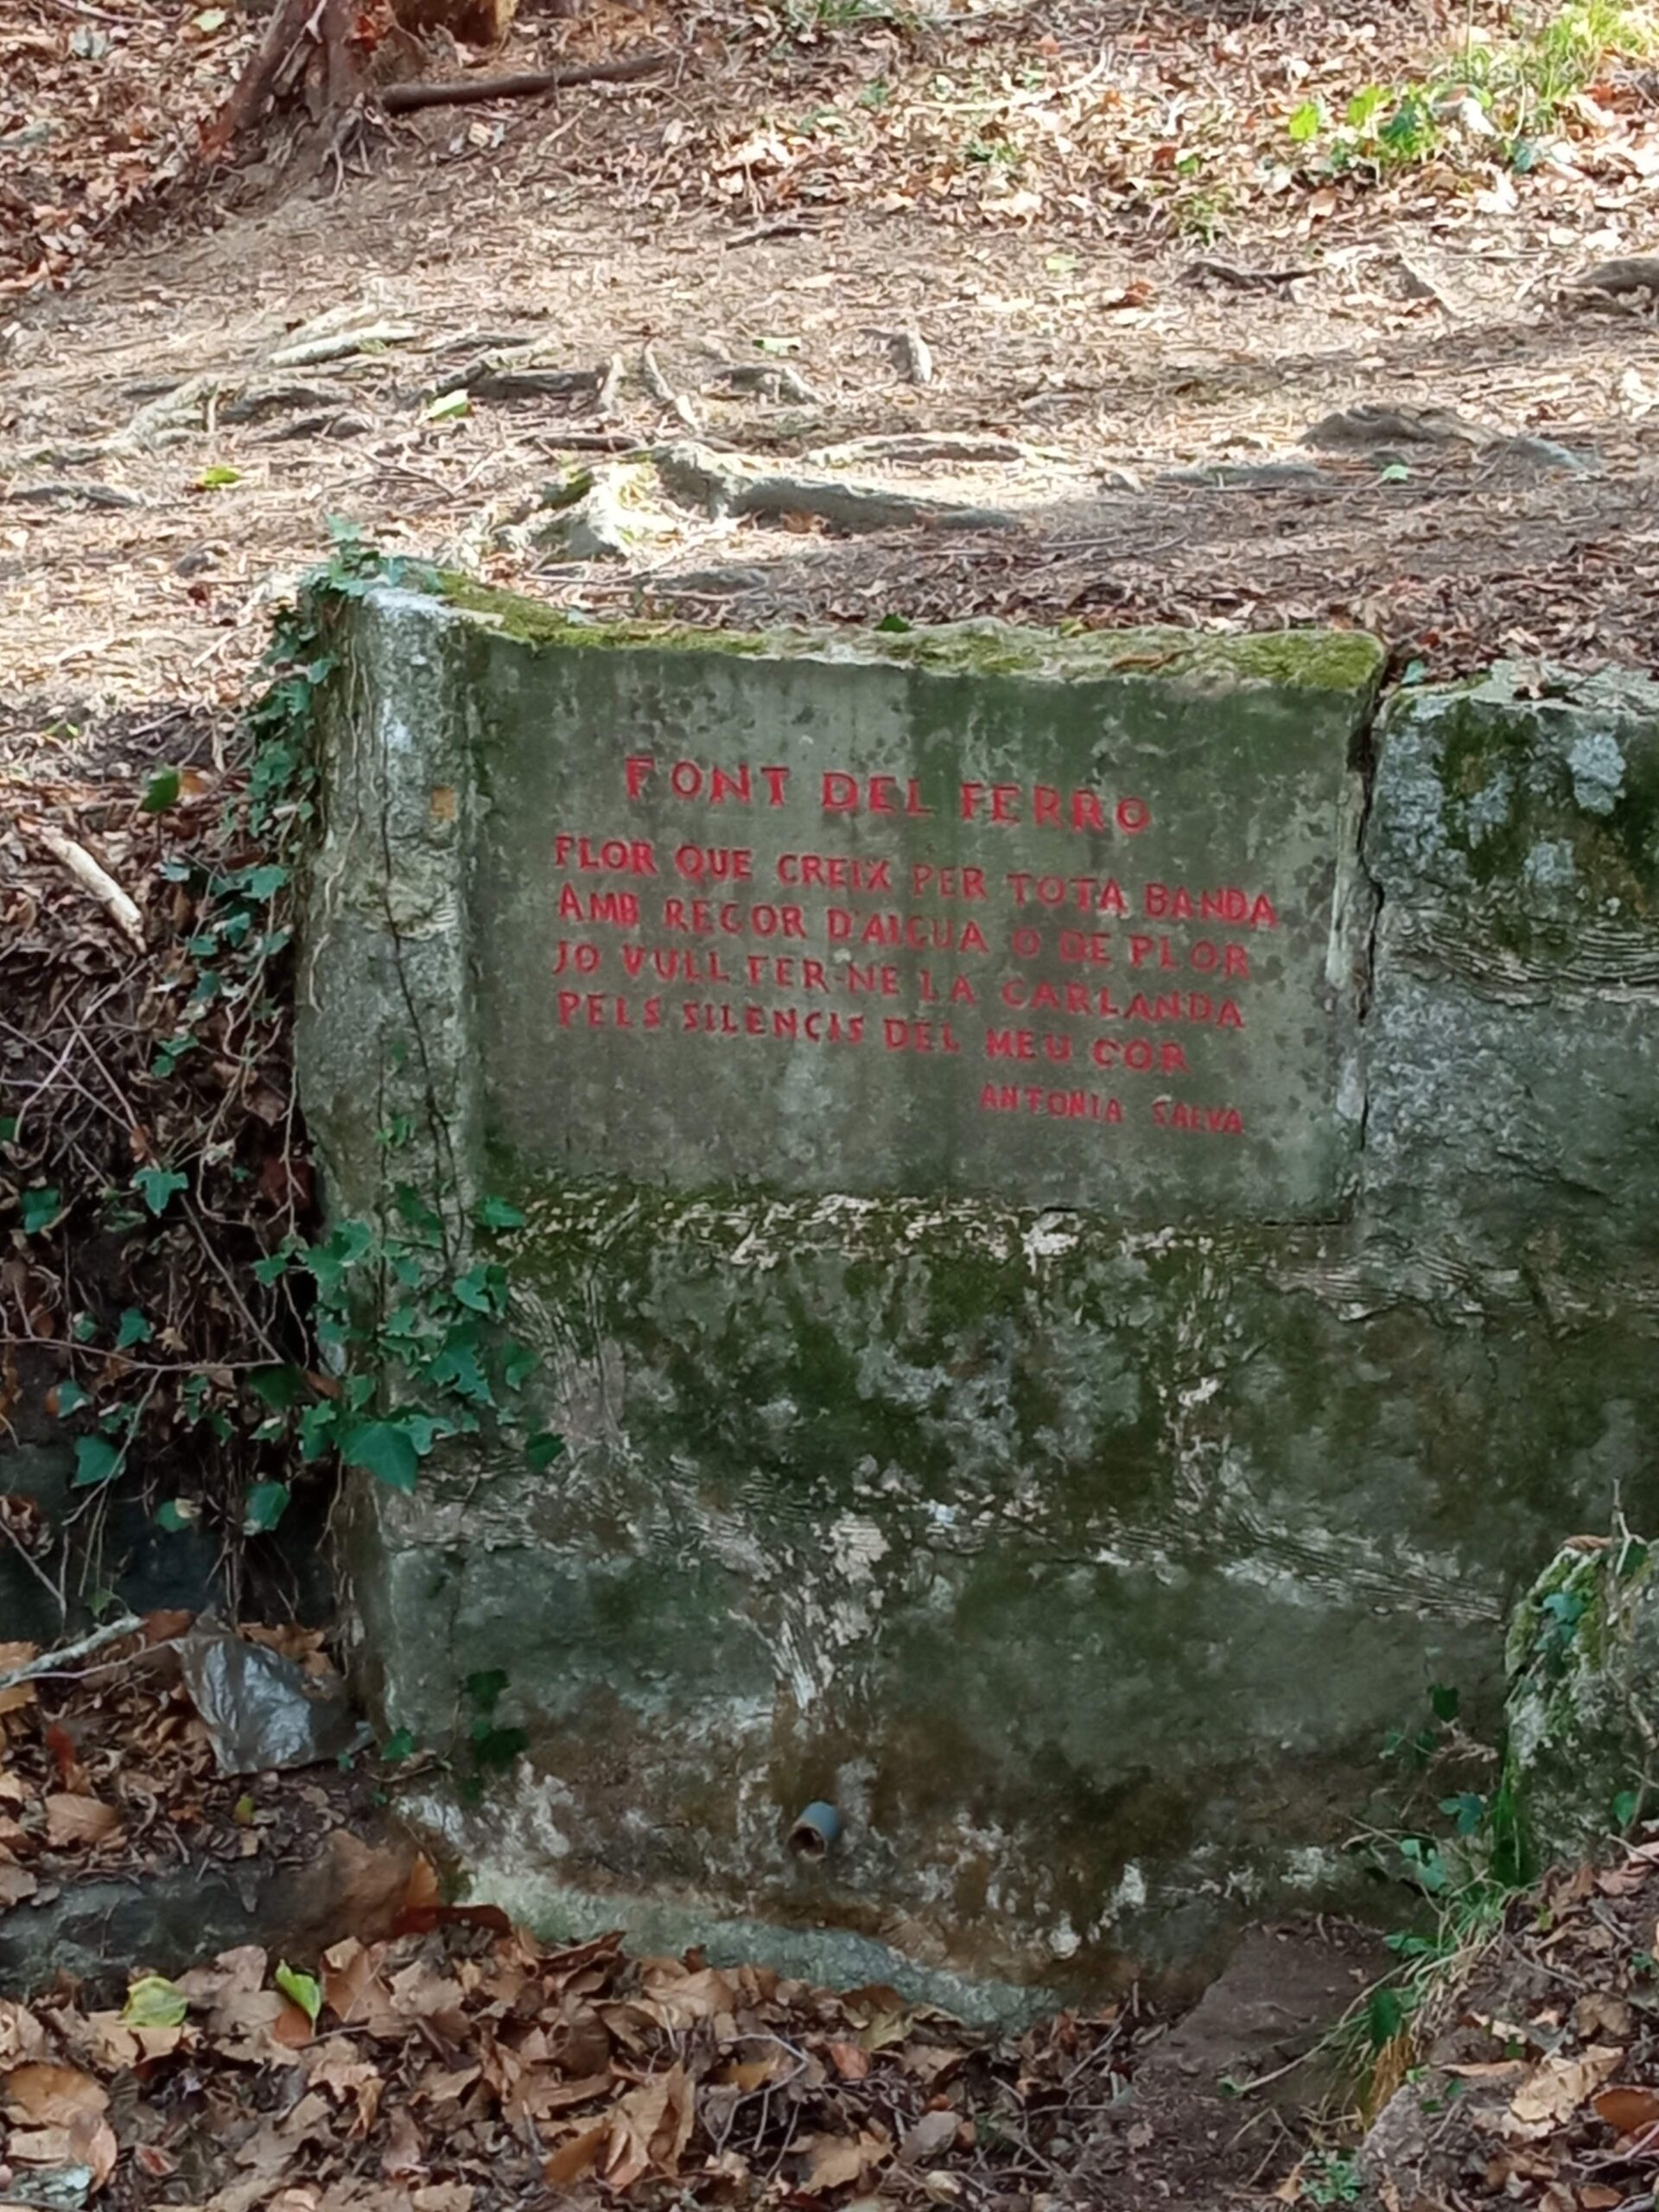 FONT DEL FERRO
FLOR QUE CREIX PER TOTA BANDA
AMB REGOR D'AIGUA O DE PLOR
JO VULL FER-NE LA GARLANDA
PELS SILENCIS DEL MEU COR
ANTONIA SALVA